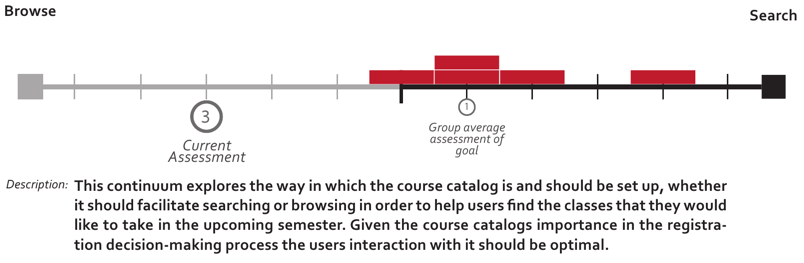 Browse
Search
3
Current
Assessment
1
Group average
assessment of
goal
Description: This continuum explores the way in which the course catalog is and should be set up, whether
it should facilitate searching or browsing in order to help users find the classes that they would
like to take in the upcoming semester. Given the course catalogs importance in the registra-
tion decision-making process the users interaction with it should be optimal.